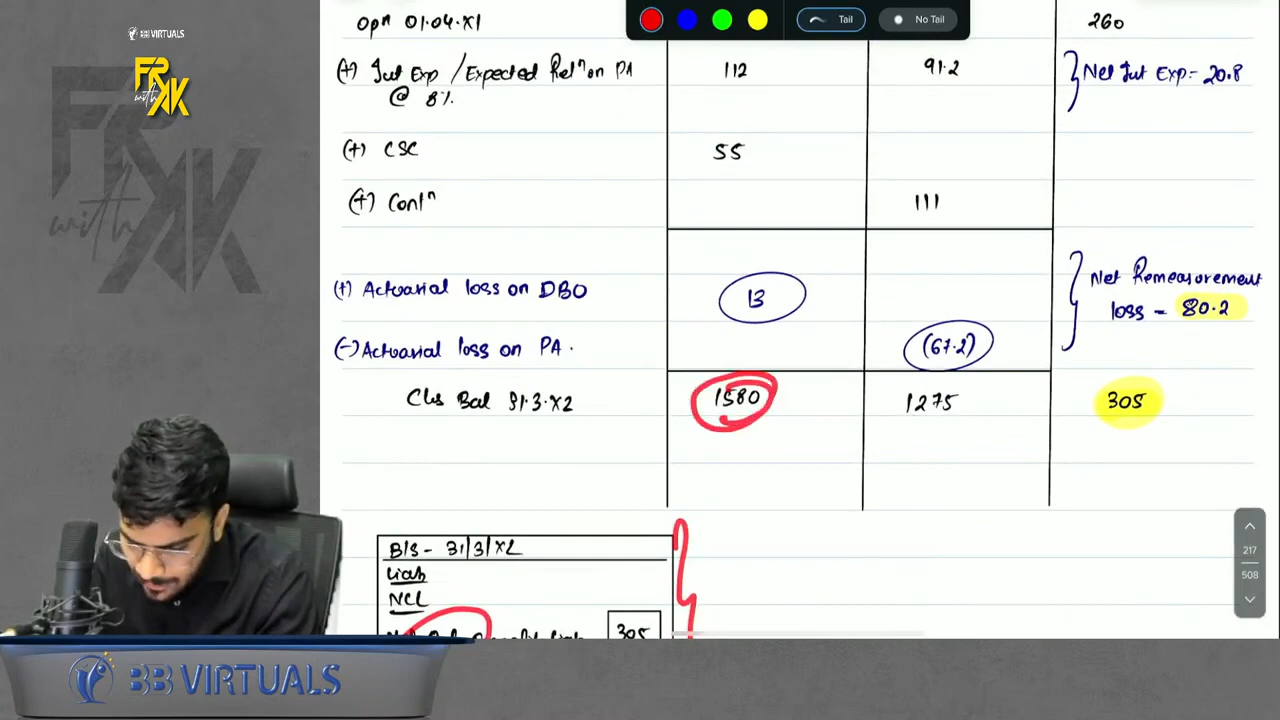 BB VIRTUALS
FR
with
AK
Tail
No Tail
Opⁿ 01.04.X1 260
(+) Int Exp / Expected Retⁿ on PA 112 91.2 Net Int Exp = 20.8
@ 8%
(+) CSC 55
(+) Contⁿ 111
(+) Actuarial loss on DBO 13 Net Remeasurement
loss = 80.2
(-) Actuarial loss on PA. (67.2)
Cls Bal 31.3.X2 1580 1275 305
217
508
B/S - 31/3/X2
Liab
NCL
305
BB VIRTUALS